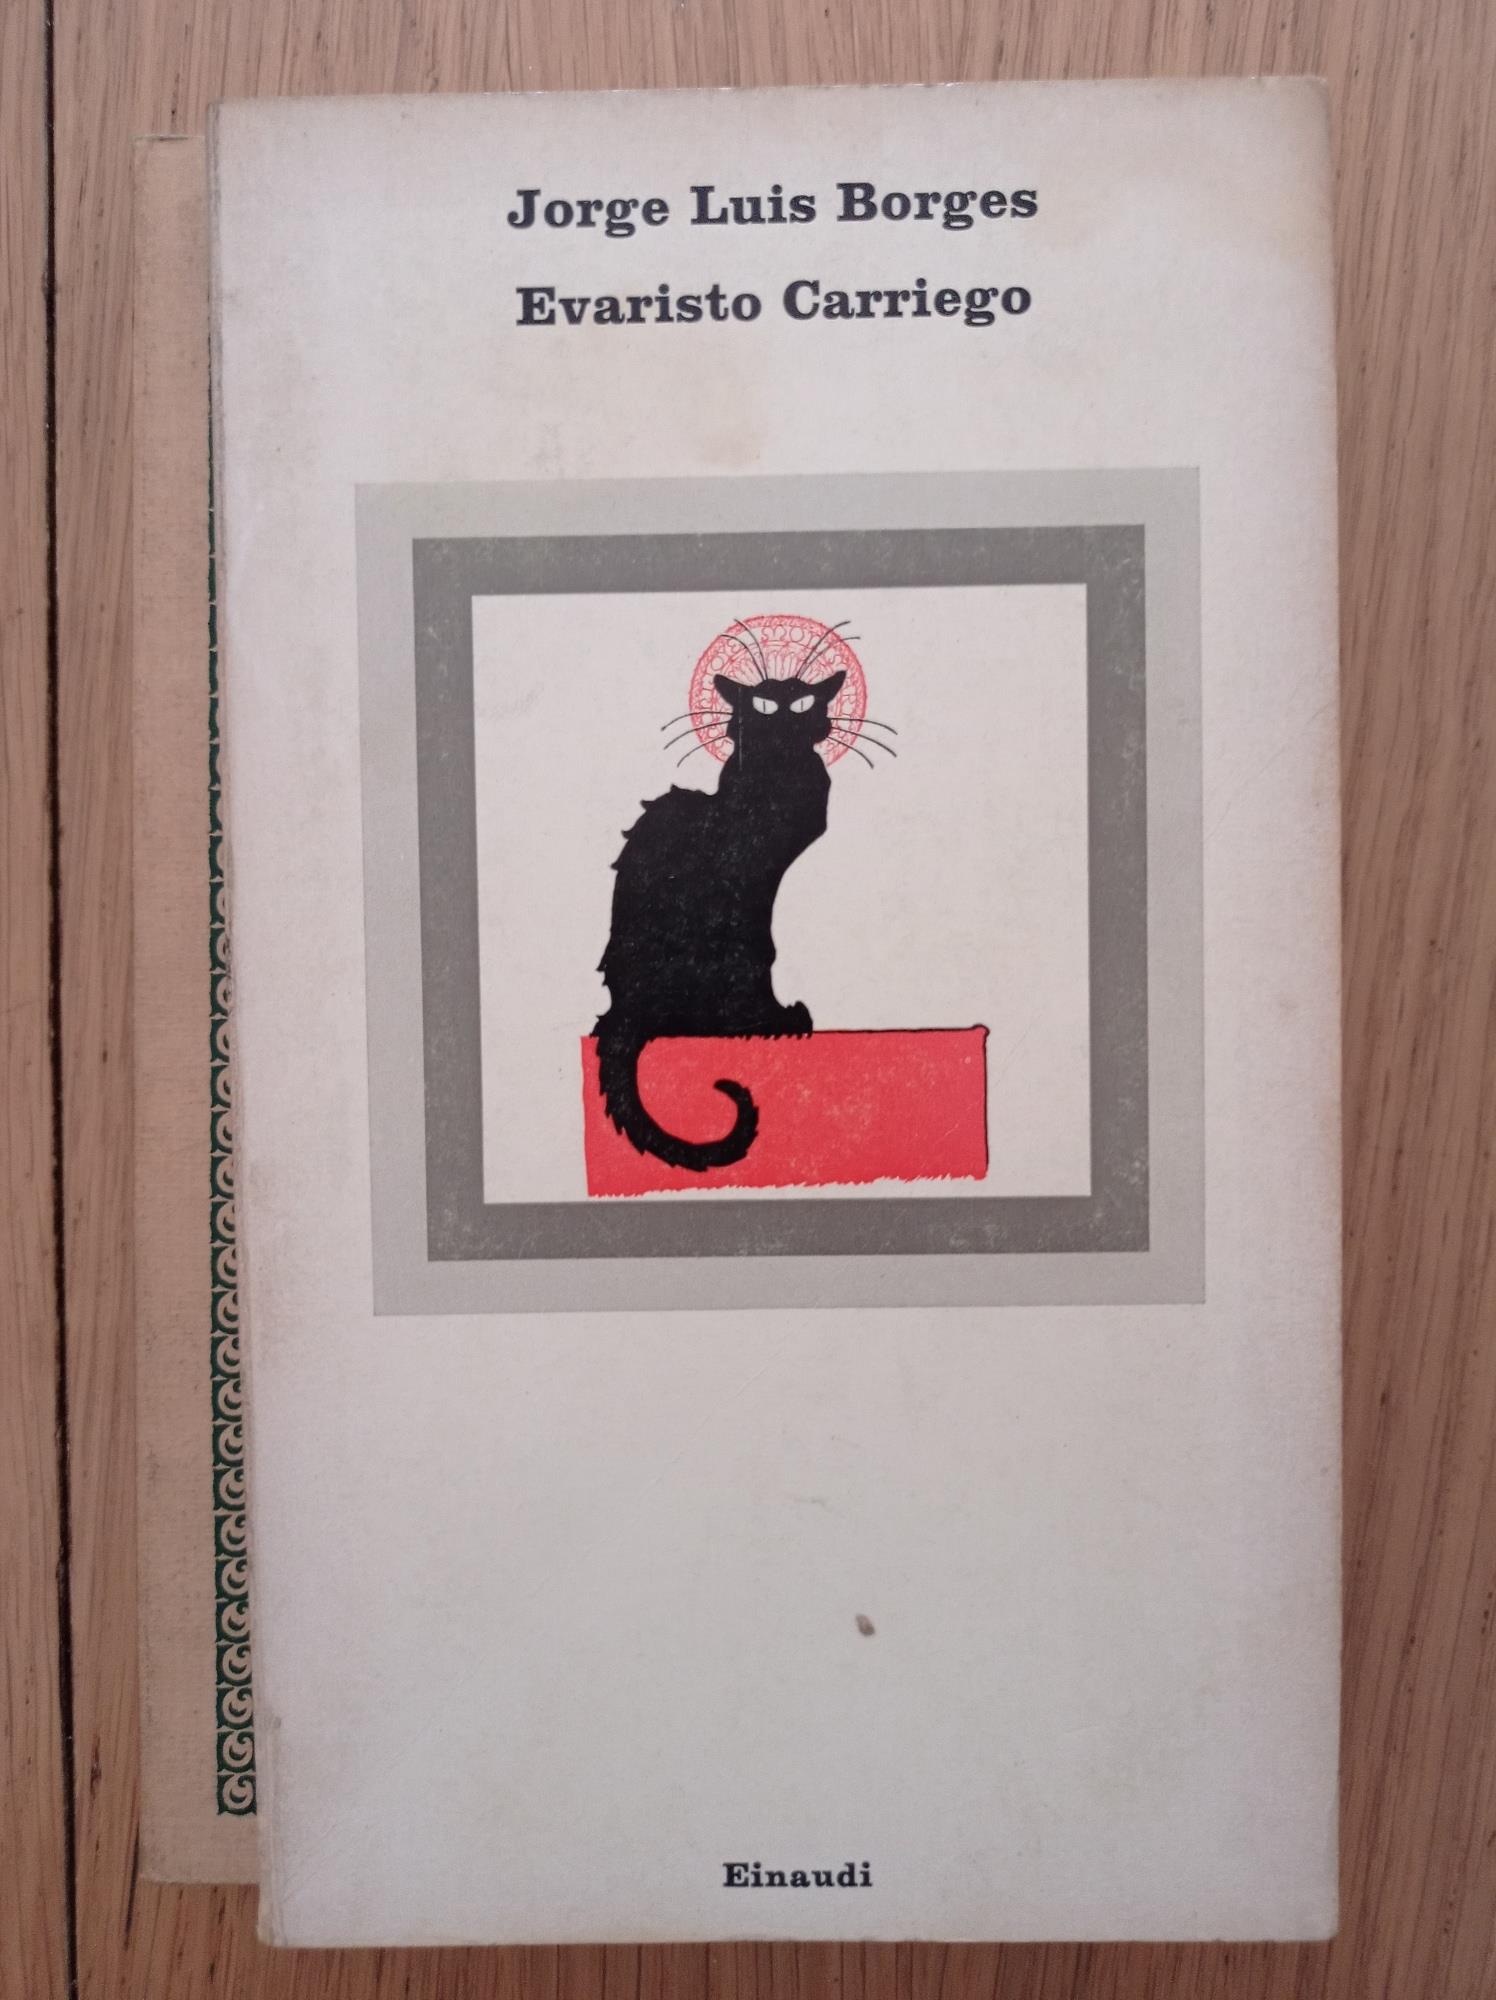 Jorge Luis Borges
Evaristo Carriego
Einaudi